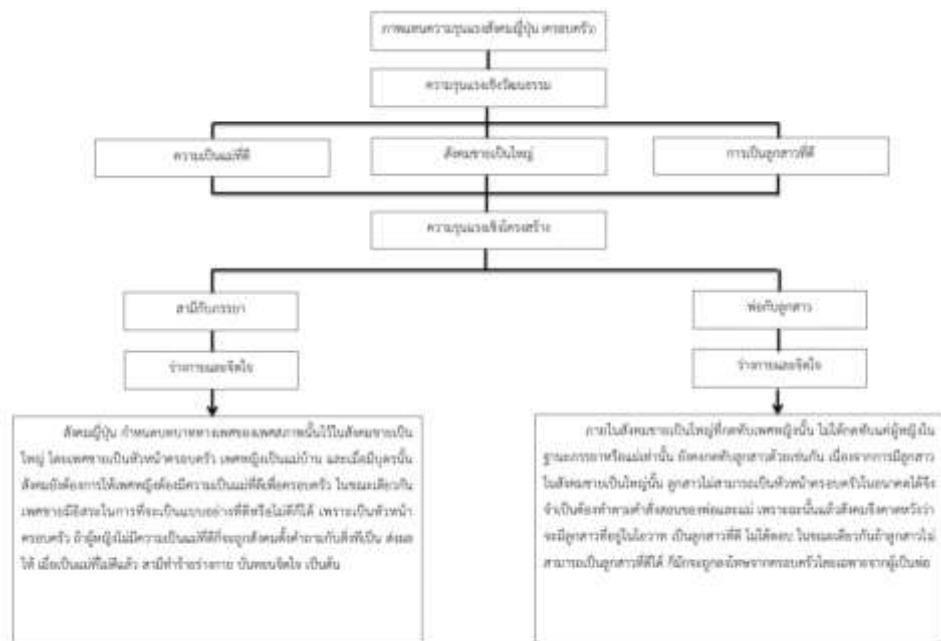 ภาพแทนความรุนแรงสังคมญี่ปุ่น (ครอบครัว)
ความรุนแรงเชิงวัฒนธรรม
ความเป็นแม่ที่ดี
สังคมชายเป็นใหญ่
การเป็นลูกสาวที่ดี
ความรุนแรงเชิงโครงสร้าง
สามีกับภรรยา
พ่อกับลูกสาว
ร่างกายและจิตใจ
ร่างกายและจิตใจ
สังคมญี่ปุ่น กำหนดบทบาททางเพศของเพศสภาพนั้นไว้ในสังคมชายเป็น
ใหญ่ โดยเพศชายเป็นหัวหน้าครอบครัว เพศหญิงเป็นแม่บ้าน และเมื่อมีบุตรนั้น
สังคมยังต้องการให้เพศหญิงต้องมีความเป็นแม่ที่ดีเพื่อครอบครัว ในขณะเดียวกัน
เพศชายมีอิสระในการที่จะเป็นแบบอย่างที่ดีหรือไม่ดีก็ได้ เพราะเป็นหัวหน้า
ครอบครัว ถ้าผู้หญิงไม่มีความเป็นแม่ที่ดีก็จะถูกสังคมตั้งคำถามกับสิ่งที่เป็น ส่งผล
ให้ เมื่อเป็นแม่ที่ไม่ดีแล้ว สามีทำร้ายร่างกาย บั่นทอนจิตใจ เป็นต้น
ภายในสังคมชายเป็นใหญ่ที่กดทับเพศหญิงนั้น ไม่ได้กดทับแค่ผู้หญิงใน
ฐานะภรรยาหรือแม่เท่านั้น ยังคงกดทับลูกสาวด้วยเช่นกัน เนื่องจากการมีลูกสาว
ในสังคมชายเป็นใหญ่นั้น ลูกสาวไม่สามารถเป็นหัวหน้าครอบครัวในอนาคตได้จึง
จำเป็นต้องทำตามคำสั่งสอนของพ่อและแม่ เพราะฉะนั้นแล้วสังคมจึงคาดหวังว่า
จะมีลูกสาวที่อยู่ในโอวาท เป็นลูกสาวที่ดี ไม่โต้ตอบ ในขณะเดียวกันถ้าลูกสาวไม่
สามารถเป็นลูกสาวที่ดีได้ ก็มักจะถูกลงโทษจากครอบครัวโดยเฉพาะจากผู้เป็นพ่อ